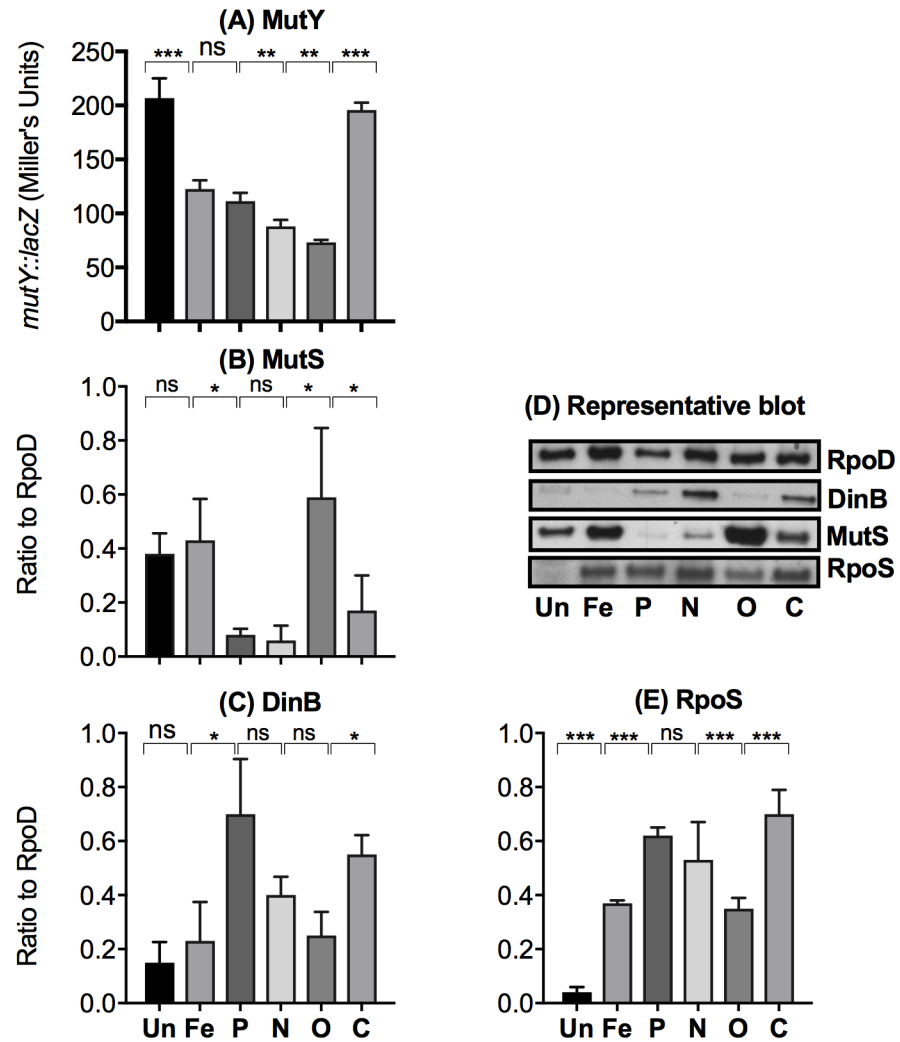 (A) MutY
mutY::lacZ (Miller's Units)
*** ns ** ** ***
250
200
150
100
50
0
(B) MutS
Ratio to RpoD
ns * ns * *
1.0
0.8
0.6
0.4
0.2
0.0
(D) Representative blot
RpoD
DinB
MutS
RpoS
Un Fe P N O C
(C) DinB
Ratio to RpoD
ns * ns ns *
1.0
0.8
0.6
0.4
0.2
0.0
Un Fe P N O C
(E) RpoS
*** *** ns *** ***
1.0
0.8
0.6
0.4
0.2
0.0
Un Fe P N O C